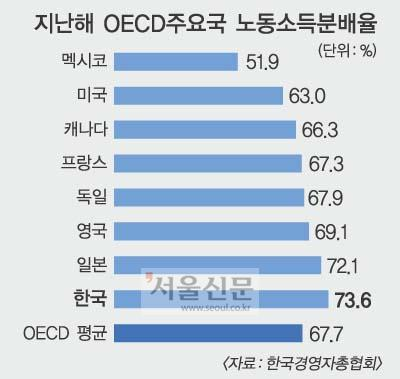 지난해 OECD주요국 노동소득분배율
(단위 : %)
멕시코 51.9
미국 63.0
캐나다 66.3
프랑스 67.3
독일 67.9
영국 69.1
일본 72.1
서울신문
www.seoul.co.kr
한국 73.6
OECD 평균 67.7
〈자료 : 한국경영자총협회〉